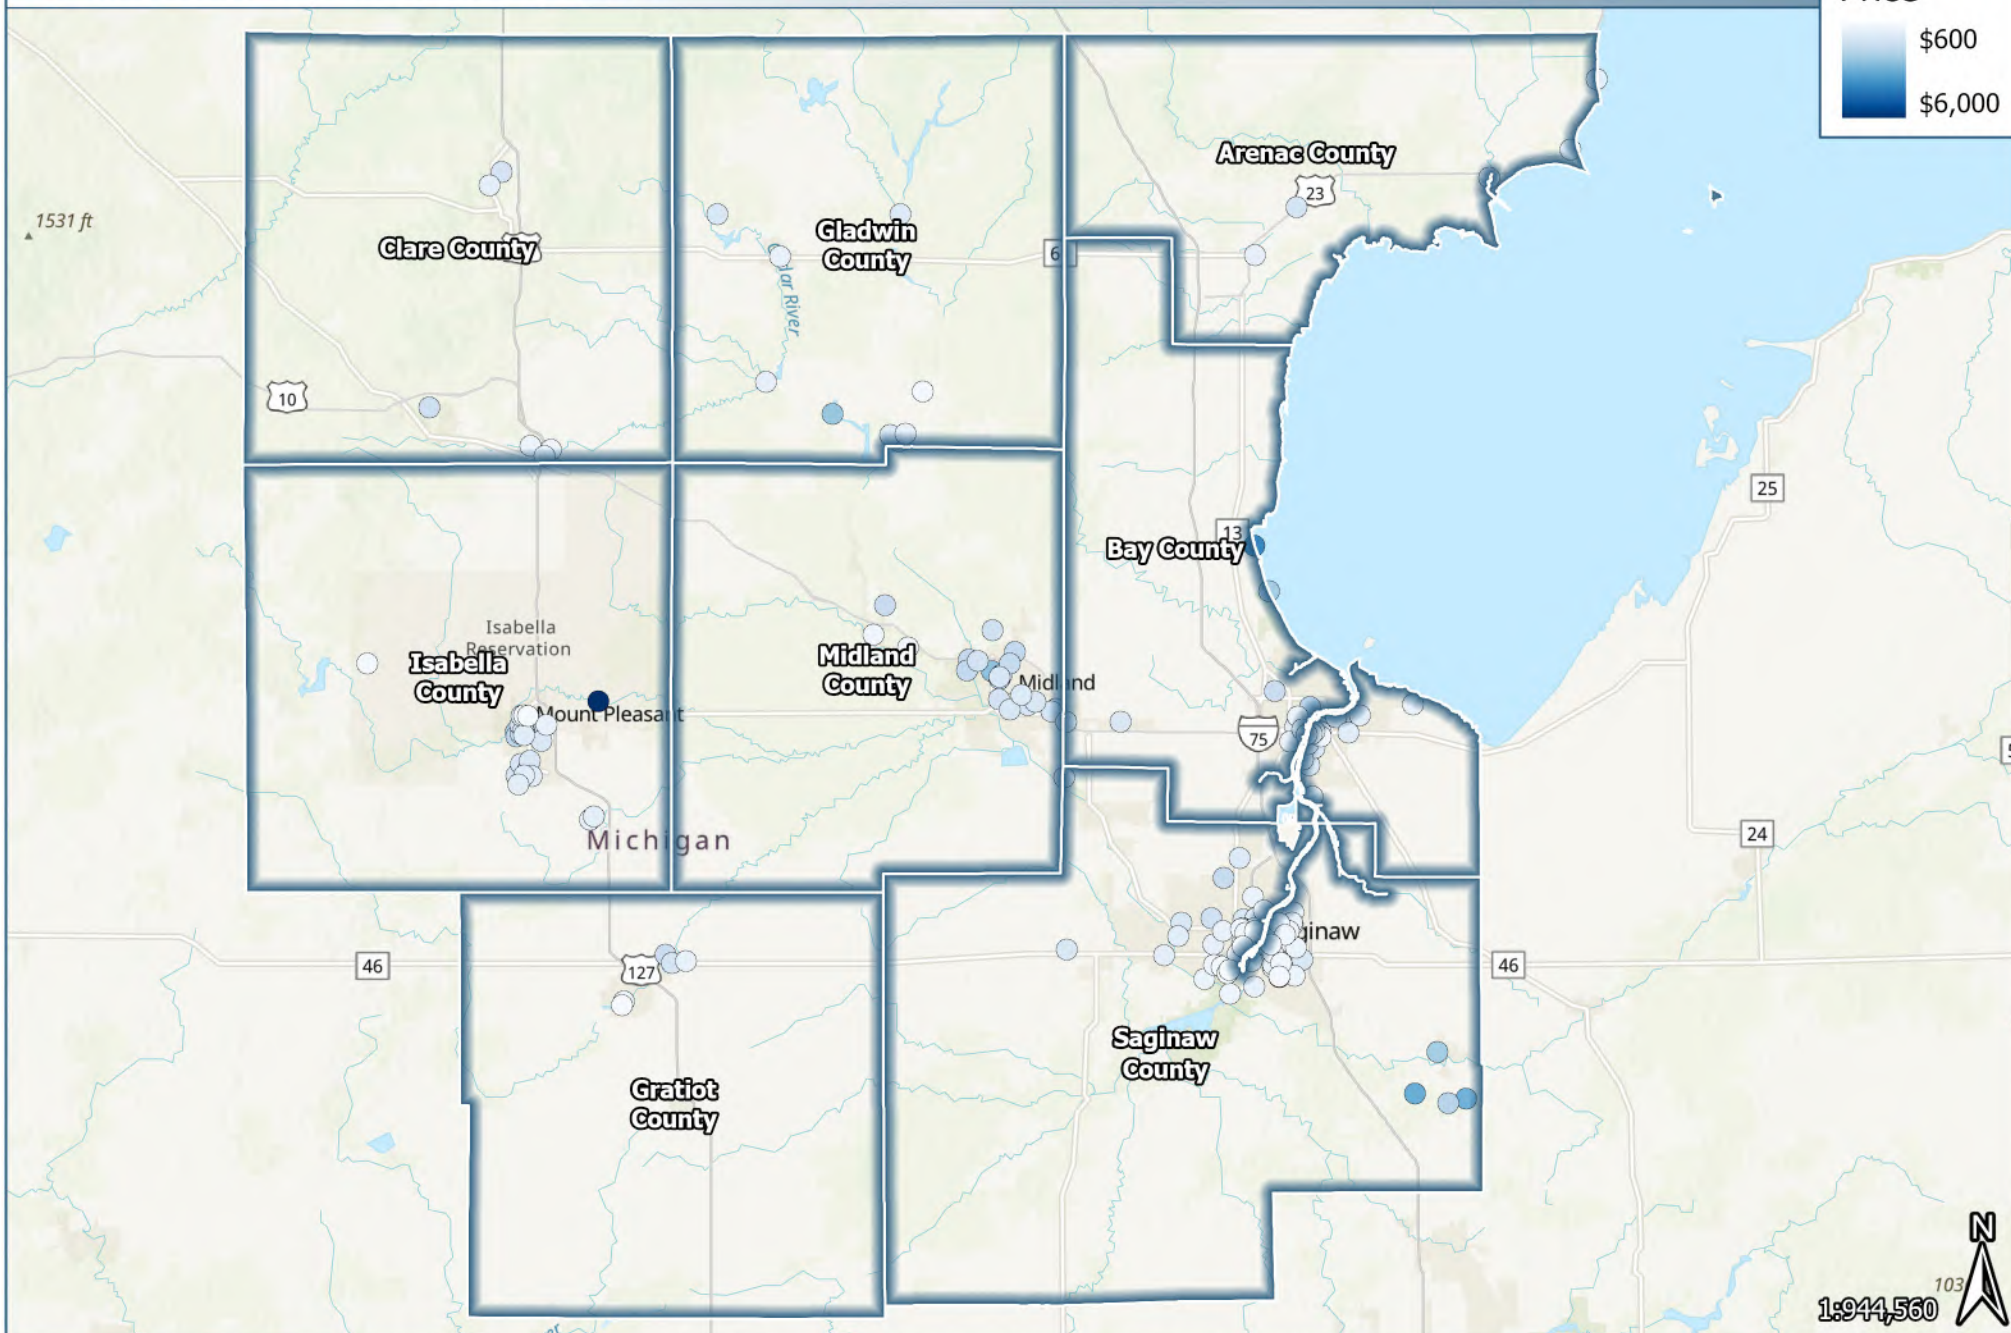 $600
$6,000
Arenac County
23
1531 ft
Clare County
Gladwin
County
6
River
10
25
13
Bay County
Isabella
Reservation
Isabella
County
Midland
County
Midland
Mount Pleasant
75
Michigan
24
46
127
ginaw
46
Saginaw
County
Gratiot
County
N
103
1:944,560